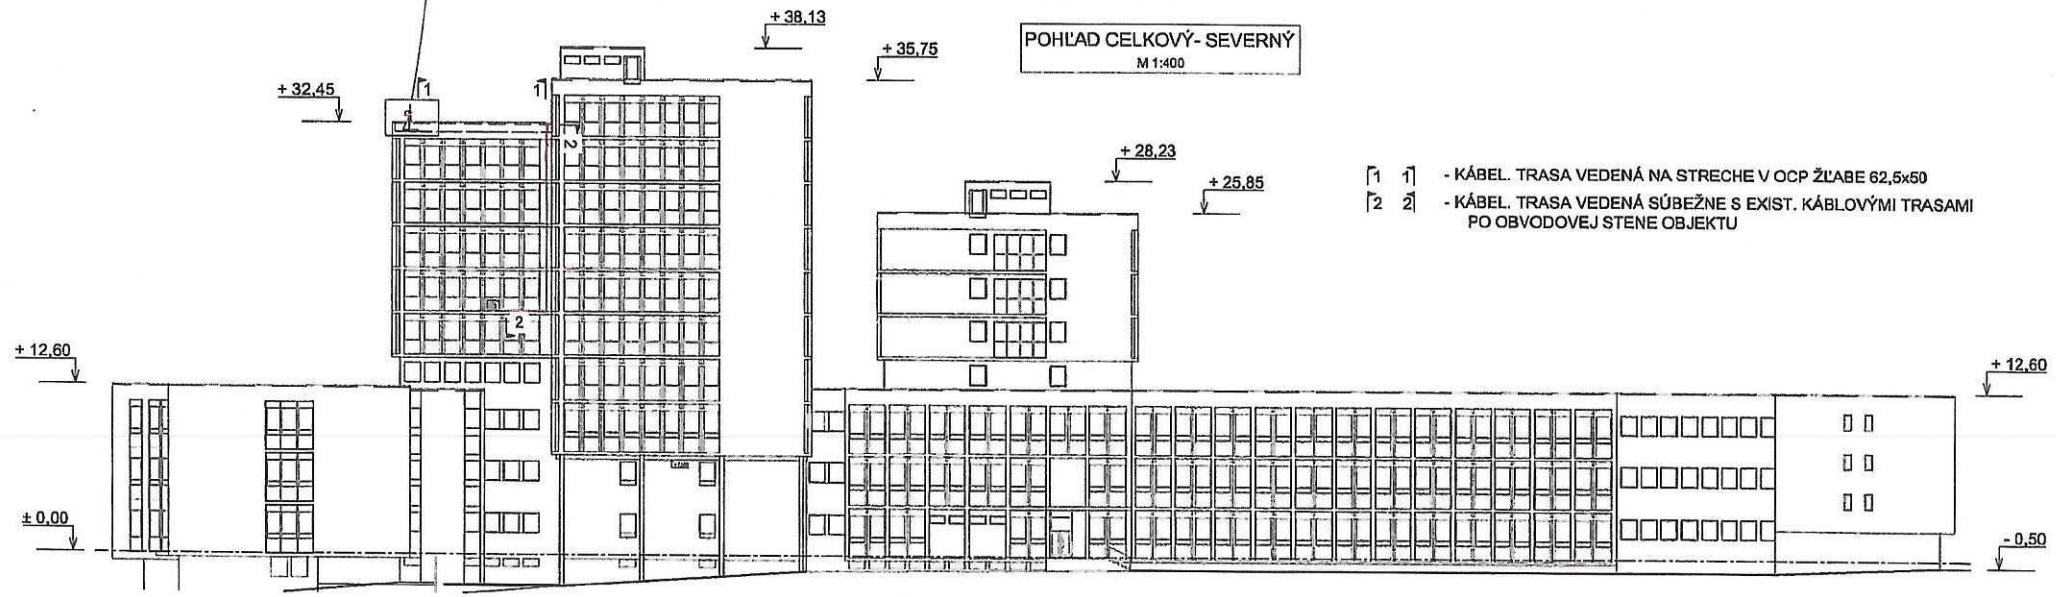 + 38,13
POHĽAD CELKOVÝ- SEVERNÝ
M 1:400
+ 35,75
+ 32,45
1 1
2
+ 28,23
+ 25,85
1 1 - KÁBEL. TRASA VEDENÁ NA STRECHE V OCP ŽĽABE 62,5x50
2 2 - KÁBEL. TRASA VEDENÁ SÚBEŽNE S EXIST. KÁBLOVÝMI TRASAMI
PO OBVODOVEJ STENE OBJEKTU
2
+ 12,60
+ 12,60
± 0,00
- 0,50